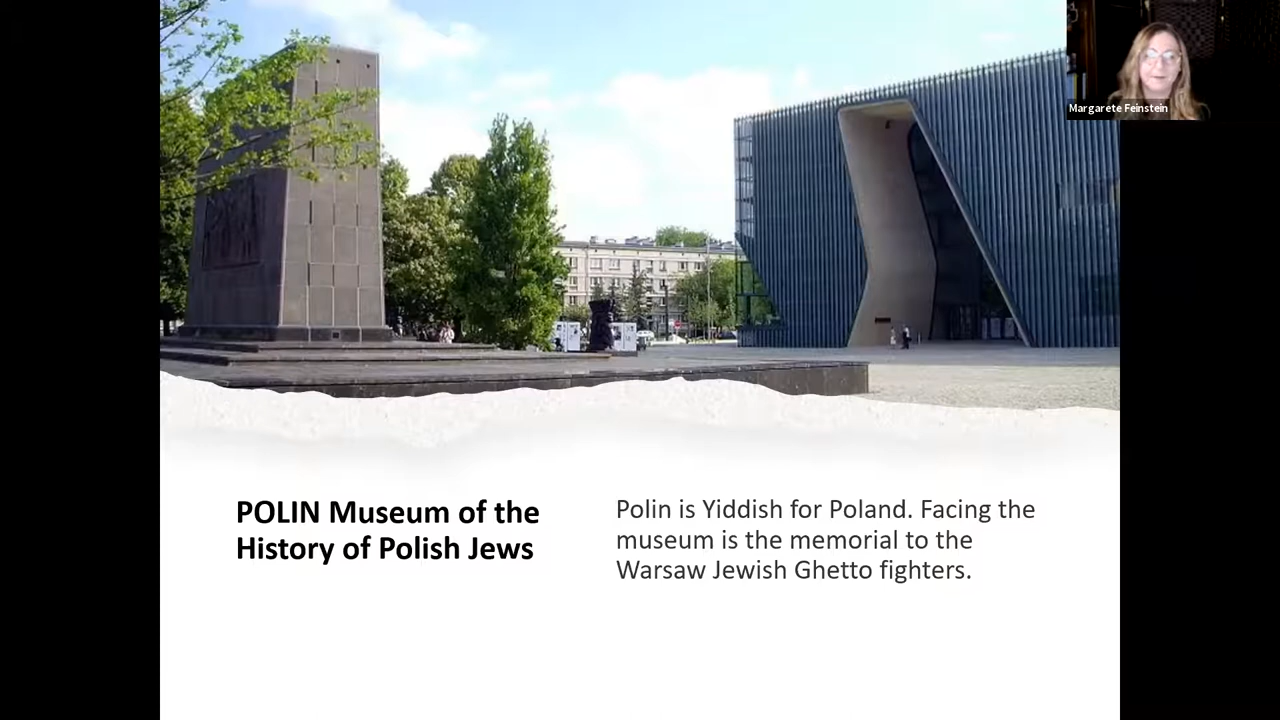 Margarete Feinstein
POLIN Museum of the
History of Polish Jews
Polin is Yiddish for Poland. Facing the
museum is the memorial to the
Warsaw Jewish Ghetto fighters.